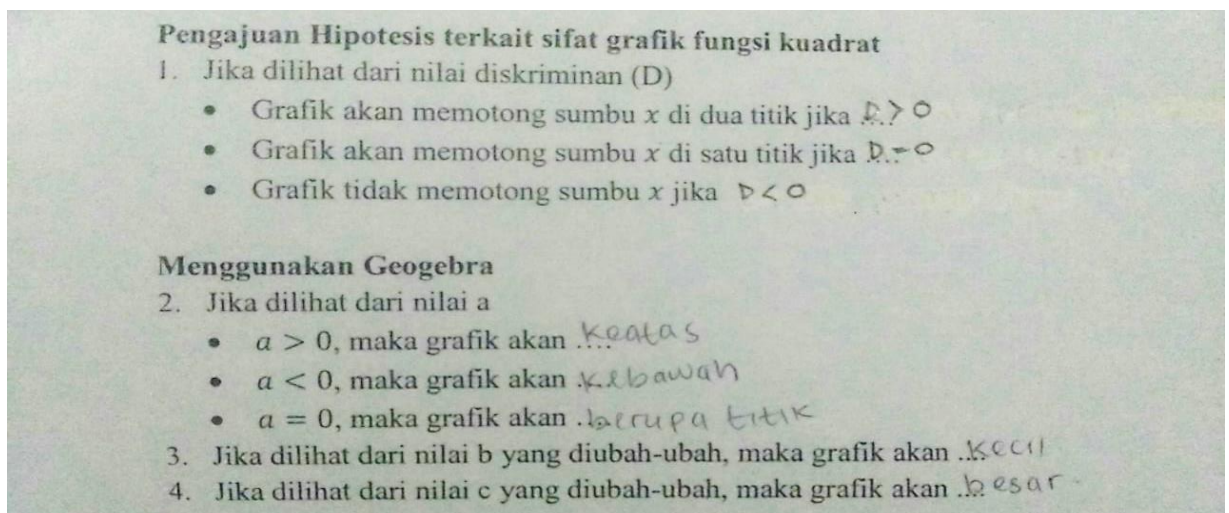 Pengajuan Hipotesis terkait sifat grafik fungsi kuadrat
1. Jika dilihat dari nilai diskriminan (D)
• Grafik akan memotong sumbu x di dua titik jika D > 0
• Grafik akan memotong sumbu x di satu titik jika D = 0
• Grafik tidak memotong sumbu x jika D < 0
Menggunakan Geogebra
2. Jika dilihat dari nilai a
• a > 0, maka grafik akan keatas
• a < 0, maka grafik akan kebawah
• a = 0, maka grafik akan berupa titik
3. Jika dilihat dari nilai b yang diubah-ubah, maka grafik akan kecil
4. Jika dilihat dari nilai c yang diubah-ubah, maka grafik akan besar